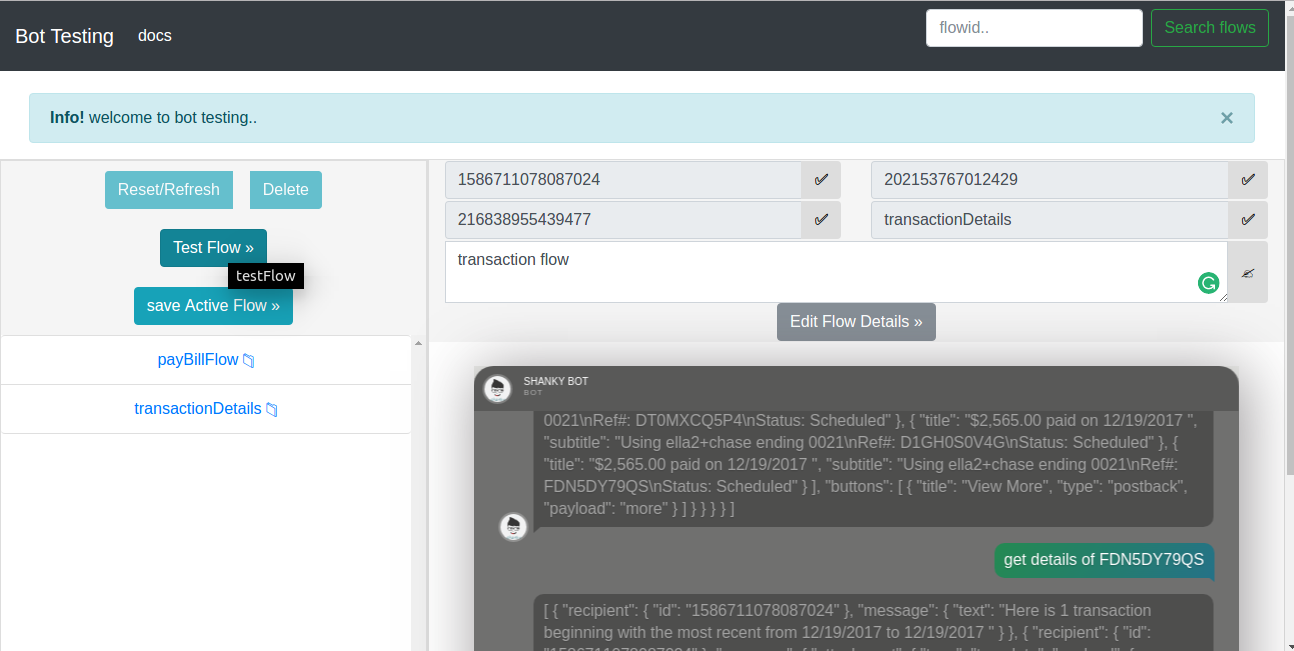 Bot Testing docs flowid.. Search flows
Info! welcome to bot testing.. ×
Reset/Refresh Delete
Test Flow »
testFlow
save Active Flow »
payBillFlow
transactionDetails
1586711078087024 202153767012429
216838955439477 transactionDetails
transaction flow
Edit Flow Details »
SHANKY BOT
BOT
0021\nRef#: DT0MXCQ5P4\nStatus: Scheduled" }, { "title": "$2,565.00 paid on 12/19/2017 ",
"subtitle": "Using ella2+chase ending 0021\nRef#: D1GH0S0V4G\nStatus: Scheduled" }, {
"title": "$2,565.00 paid on 12/19/2017 ", "subtitle": "Using ella2+chase ending 0021\nRef#:
FDN5DY79QS\nStatus: Scheduled" } ], "buttons": [ { "title": "View More", "type": "postback",
"payload": "more" } ] } } } } } ]
get details of FDN5DY79QS
[ { "recipient": { "id": "1586711078087024" }, "message": { "text": "Here is 1 transaction
beginning with the most recent from 12/19/2017 to 12/19/2017 " } }, { "recipient": { "id":